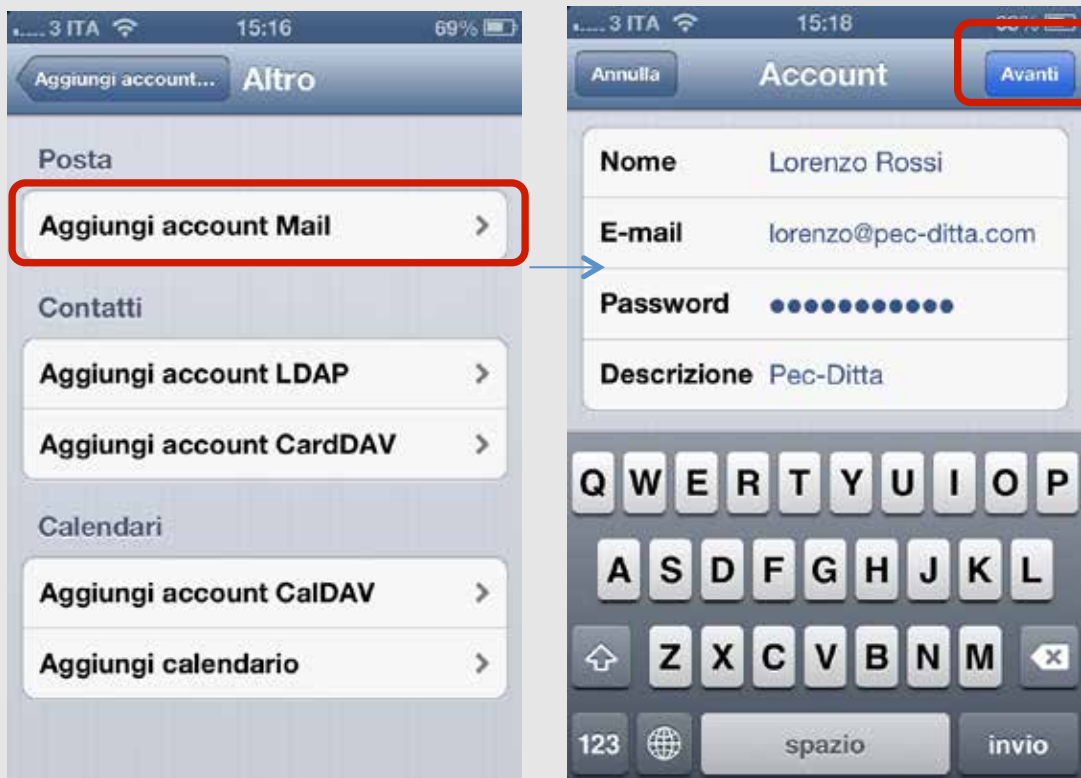 3 ITA 15:16 69%
Aggiungi account... Altro
Posta
Aggiungi account Mail
Contatti
Aggiungi account LDAP
Aggiungi account CardDAV
Calendari
Aggiungi account CalDAV
Aggiungi calendario
3 ITA 15:18
Annulla Account Avanti
Nome Lorenzo Rossi
E-mail lorenzo@pec-ditta.com
Password ●●●●●●●●●●●
Descrizione Pec-Ditta
Q W E R T Y U I O P
A S D F G H J K L
Z X C V B N M
123 spazio invio